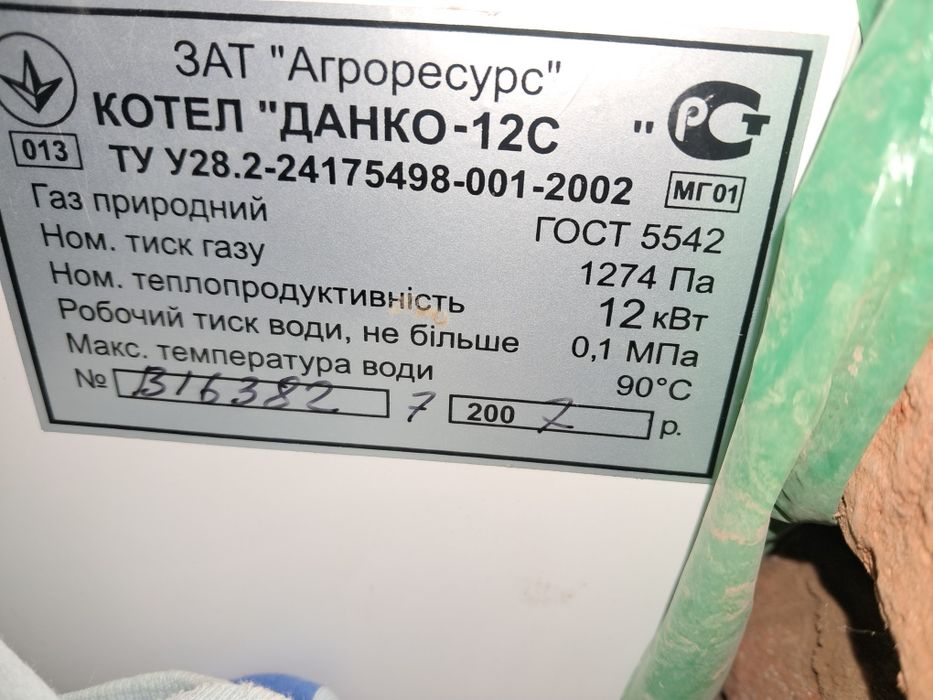 ЗАТ "Агроресурс"
КОТЕЛ "ДАНКО-12С "
013 ТУ У28.2-24175498-001-2002 МГ01
Газ природний ГОСТ 5542
Ном. тиск газу 1274 Па
Ном. теплопродуктивність 12 кВт
Робочий тиск води, не більше 0,1 МПа
Макс. температура води 90°С
№ В16382 7 2007 р.